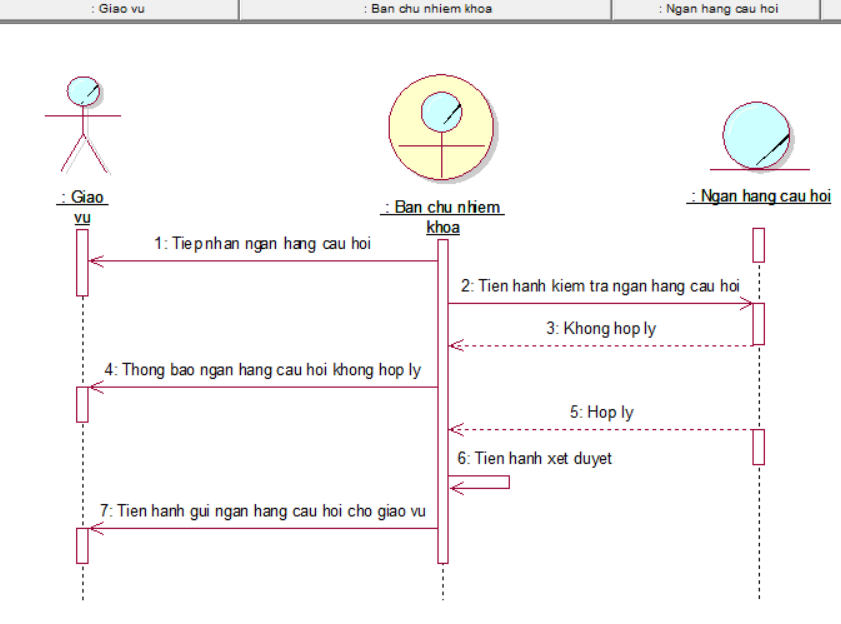 : Giao vu
: Ban chu nhiem khoa
: Ngan hang cau hoi
: Giao
vu
: Ban chu nhiem
khoa
: Ngan hang cau hoi
1: Tiep nhan ngan hang cau hoi
2: Tien hanh kiem tra ngan hang cau hoi
3: Khong hop ly
4: Thong bao ngan hang cau hoi khong hop ly
5: Hop ly
6: Tien hanh xet duyet
7: Tien hanh gui ngan hang cau hoi cho giao vu